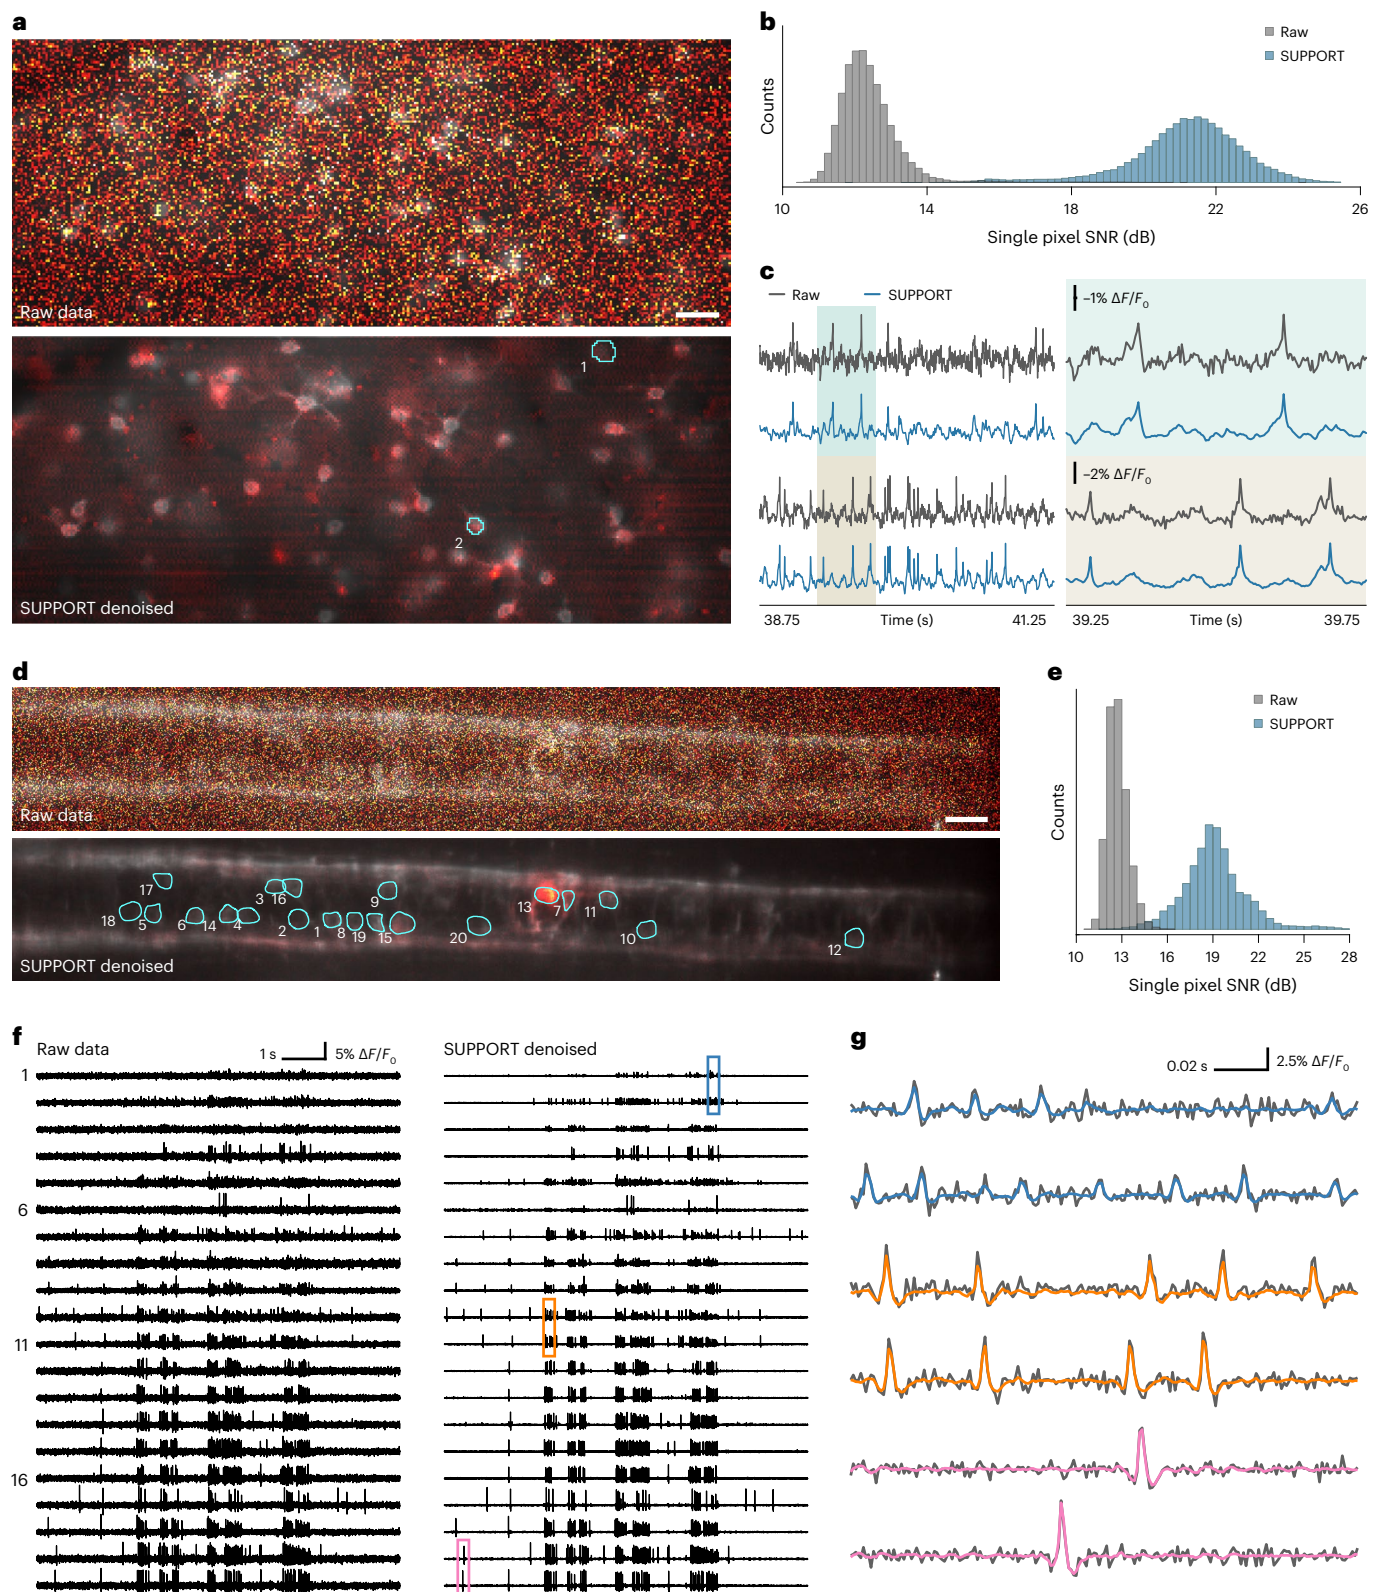 a
Raw data
1
2
SUPPORT denoised
b
Raw
SUPPORT
Counts
10 14 18 22 26
Single pixel SNR (dB)
c
Raw SUPPORT
–1% ΔF/F0
–2% ΔF/F0
38.75 Time (s) 41.25
39.25 Time (s) 39.75
d
Raw data
17
3 16
9
13 7 11
18 5 6 14 4 2 1 8 19 15 20 10 12
SUPPORT denoised
e
Raw
SUPPORT
Counts
10 13 16 19 22 25 28
Single pixel SNR (dB)
f
Raw data
1 s 5% ΔF/F0
SUPPORT denoised
1
6
11
16
g
0.02 s 2.5% ΔF/F0